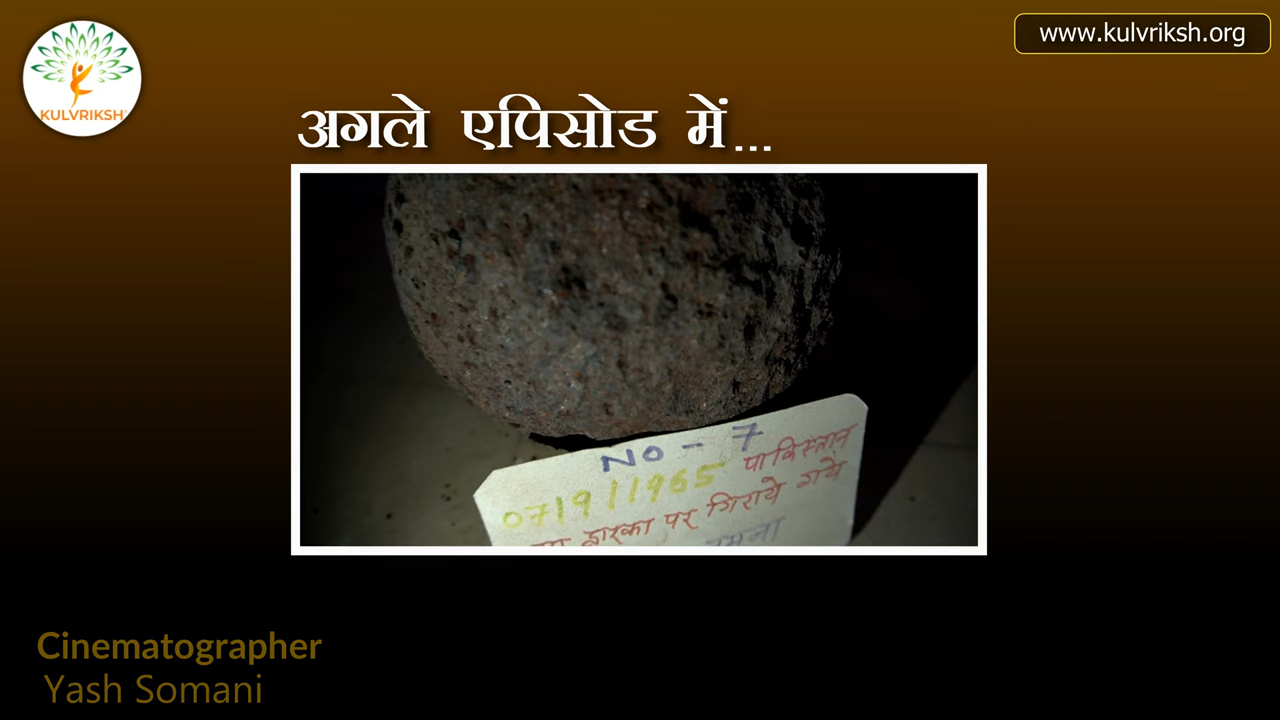 KULVRIKSH
www.kulvriksh.org
अगले एपिसोड में...
NO - 7
07/9/1965 पाकिस्तान
द्वारका पर गिराये गये
Cinematographer
Yash Somani